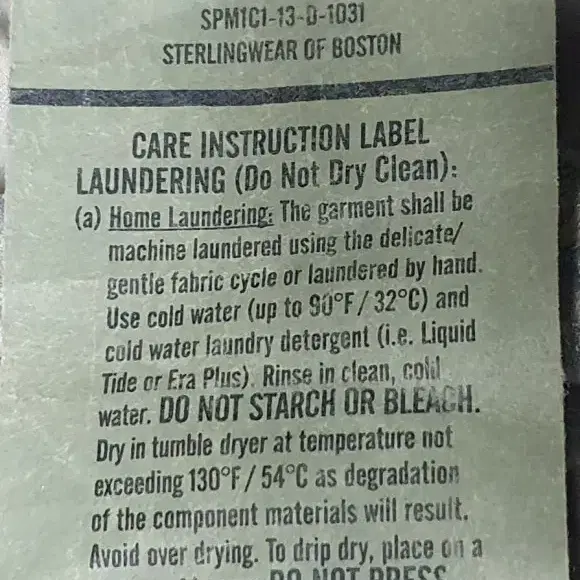 SPM1C1-13-D-1031
STERLINGWEAR OF BOSTON
CARE INSTRUCTION LABEL
LAUNDERING (Do Not Dry Clean):
(a) Home Laundering: The garment shall be
machine laundered using the delicate/
gentle fabric cycle or laundered by hand.
Use cold water (up to 90°F/32°C) and
cold water laundry detergent (i.e. Liquid
Tide or Era Plus). Rinse in clean, cold
water. DO NOT STARCH OR BLEACH.
Dry in tumble dryer at temperature not
exceeding 130°F/54°C as degradation
of the component materials will result.
Avoid over drying. To drip dry, place on a
DO NOT PRESS